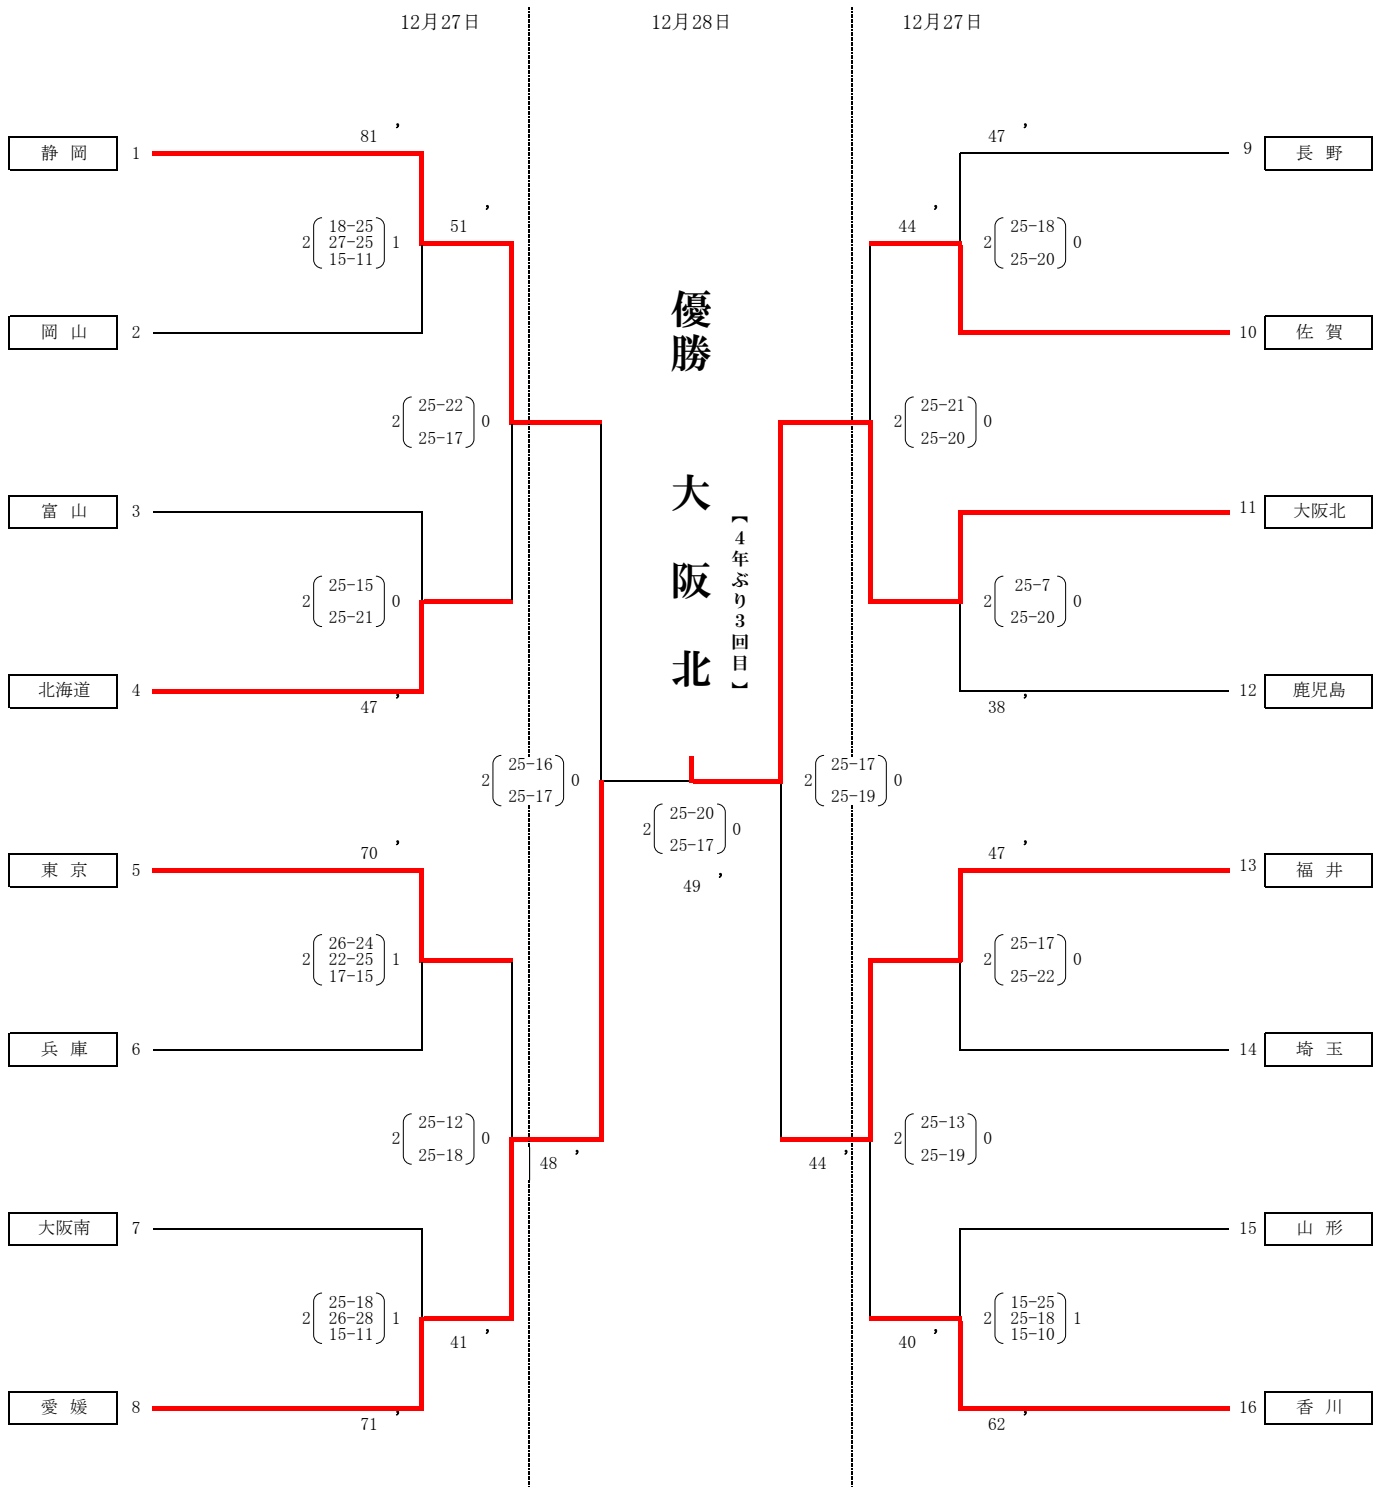 12月27日 12月28日 12月27日
81 ’ 47 ’
静 岡 1 9 長 野
51 ’ 44 ’
18-25
2 27-25 1
15-11
25-18
2 0
25-20
岡 山 2 10 佐 賀
優勝
大阪北
【4年ぶり3回目】
25-22
2 0
25-17
25-21
2 0
25-20
富 山 3 11 大阪北
25-15
2 0
25-21
25-7
2 0
25-20
北海道 4 12 鹿児島
47 ’ 38 ’
25-16
2 0
25-17
25-17
2 0
25-19
25-20
2 0
25-17
49 ’
70 ’ 47 ’
東 京 5 13 福 井
26-24
2 22-25 1
17-15
25-17
2 0
25-22
兵 庫 6 14 埼 玉
25-12
2 0
25-18
25-13
2 0
25-19
48 ’ 44 ’
大阪南 7 15 山 形
25-18
2 26-28 1
15-11
15-25
2 25-18 1
15-10
41 ’ 40 ’
愛 媛 8 16 香 川
71 ’ 62 ’